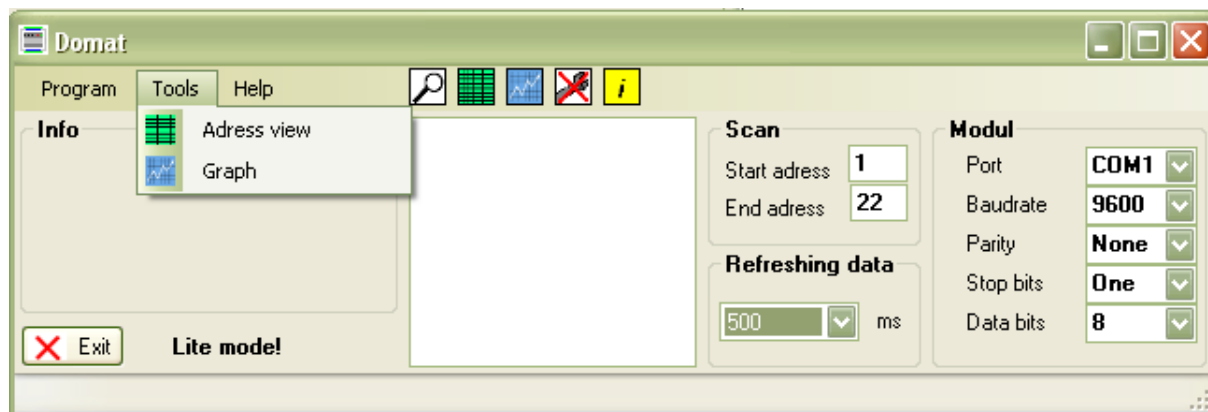 Domat
Program Tools Help
i
Info
Adress view
Graph
Exit
Lite mode!
Scan
Start adress 1
End adress 22
Refreshing data
500 ms
Modul
Port COM1
Baudrate 9600
Parity None
Stop bits One
Data bits 8